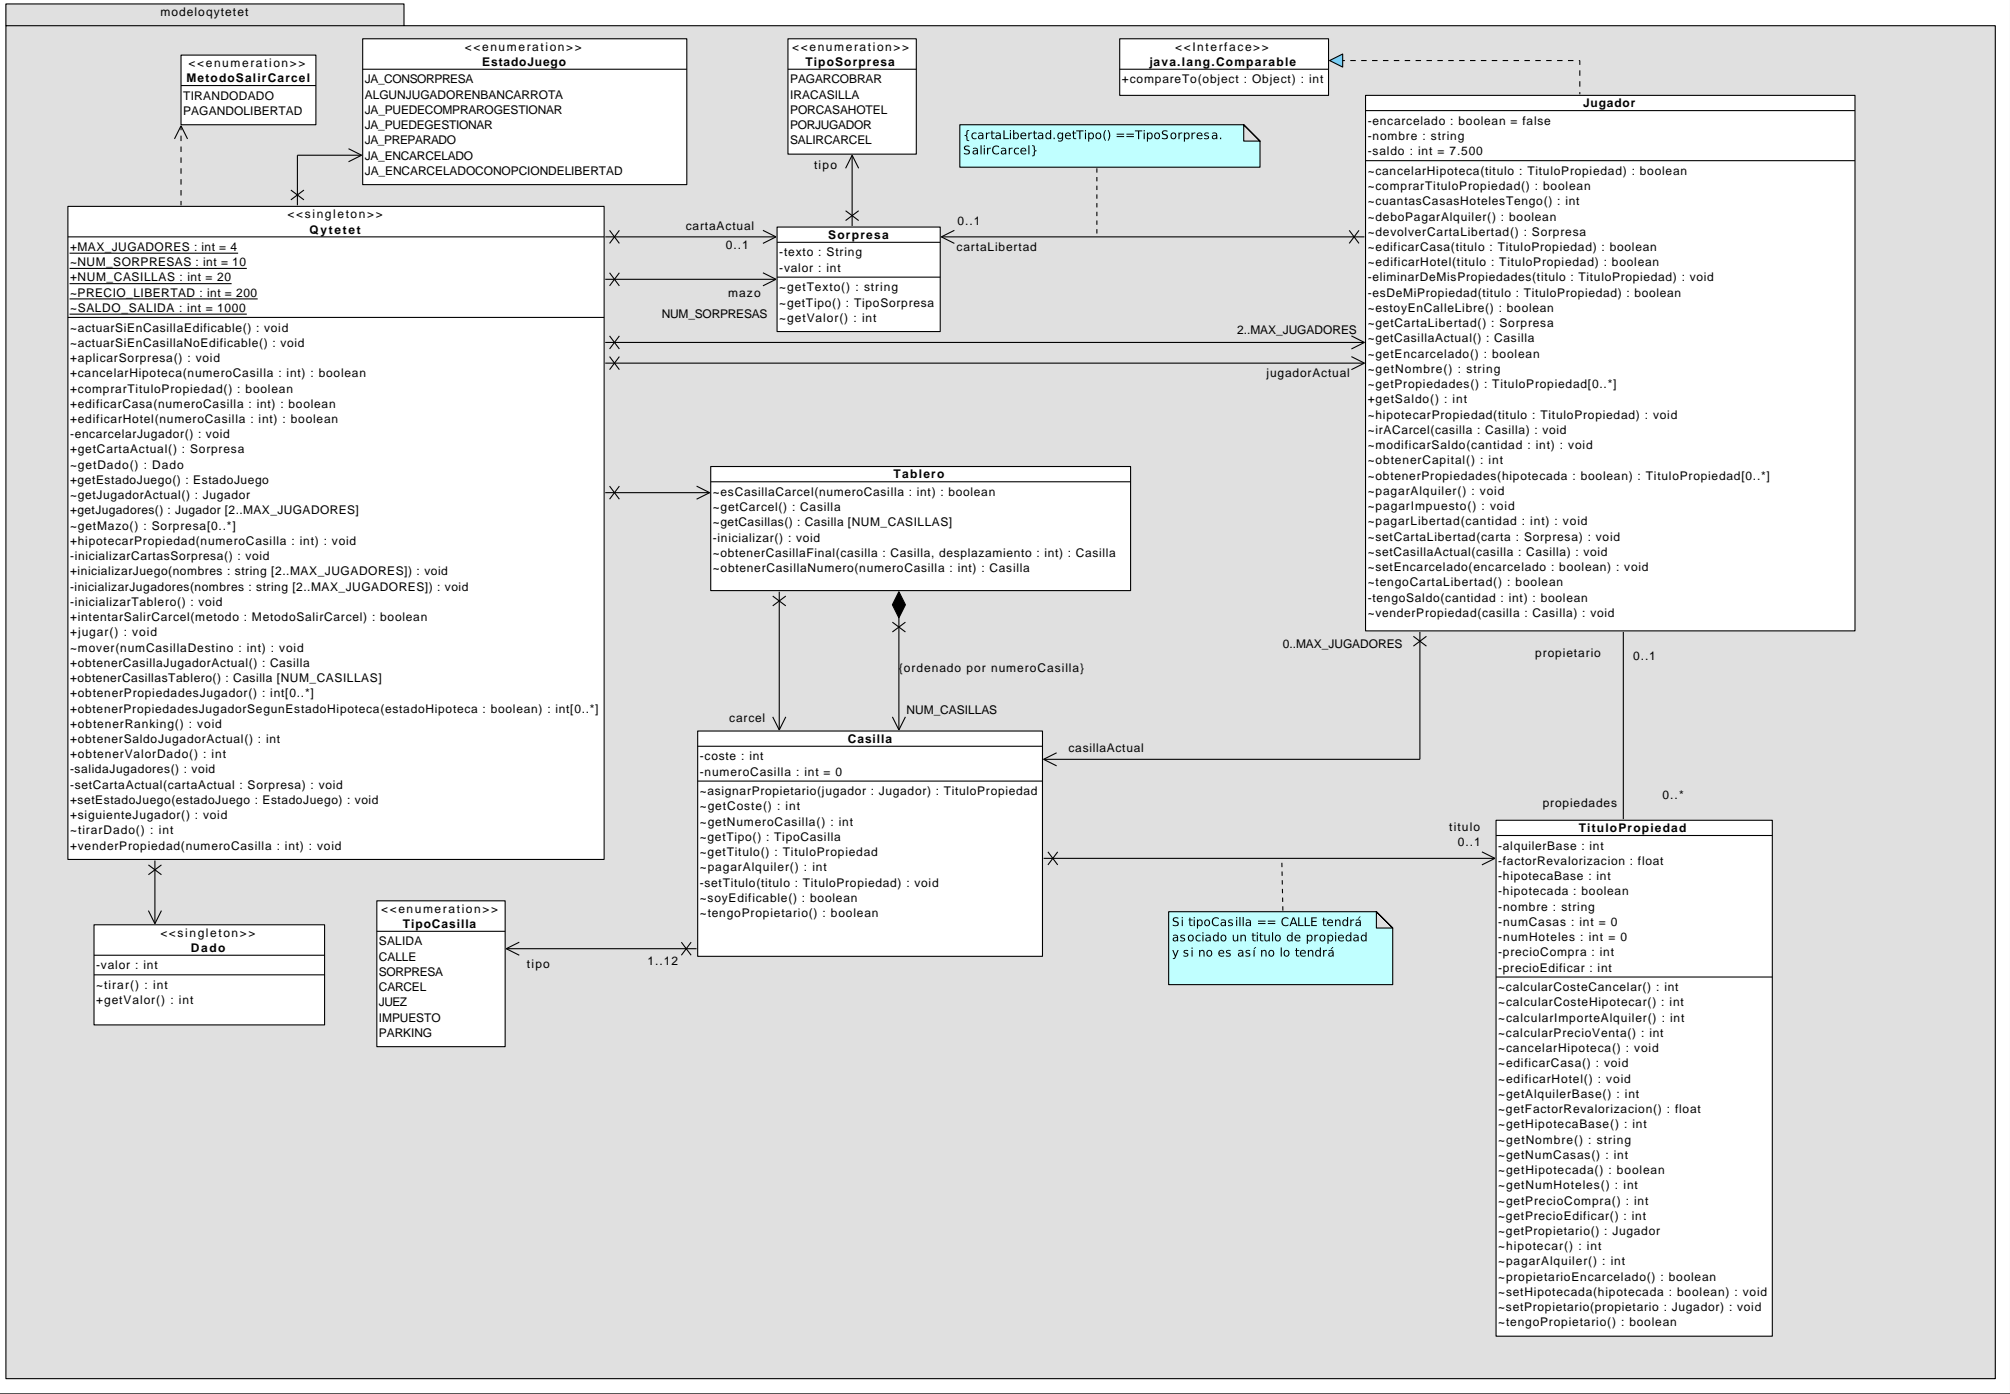 modeloqytetet
<<enumeration>>
MetodoSalirCarcel
TIRANDODADO
PAGANDOLIBERTAD
<<enumeration>>
EstadoJuego
JA_CONSORPRESA
ALGUNJUGADORENBANCARROTA
JA_PUEDECOMPRAROGESTIONAR
JA_PUEDEGESTIONAR
JA_PREPARADO
JA_ENCARCELADO
JA_ENCARCELADOCONOPCIONDELIBERTAD
<<enumeration>>
TipoSorpresa
PAGARCOBRAR
IRACASILLA
PORCASAHOTEL
PORJUGADOR
SALIRCARCEL
tipo
<<Interface>>
java.lang.Comparable
+compareTo(object : Object) : int
{cartaLibertad.getTipo() ==TipoSorpresa.
SalirCarcel}
Jugador
-encarcelado : boolean = false
-nombre : string
-saldo : int = 7.500
~cancelarHipoteca(titulo : TituloPropiedad) : boolean
~comprarTituloPropiedad() : boolean
~cuantasCasasHotelesTengo() : int
~deboPagarAlquiler() : boolean
~devolverCartaLibertad() : Sorpresa
~edificarCasa(titulo : TituloPropiedad) : boolean
~edificarHotel(titulo : TituloPropiedad) : boolean
-eliminarDeMisPropiedades(titulo : TituloPropiedad) : void
-esDeMiPropiedad(titulo : TituloPropiedad) : boolean
~estoyEnCalleLibre() : boolean
~getCartaLibertad() : Sorpresa
~getCasillaActual() : Casilla
~getEncarcelado() : boolean
~getNombre() : string
~getPropiedades() : TituloPropiedad[0..*]
+getSaldo() : int
~hipotecarPropiedad(titulo : TituloPropiedad) : void
~irACarcel(casilla : Casilla) : void
~modificarSaldo(cantidad : int) : void
~obtenerCapital() : int
~obtenerPropiedades(hipotecada : boolean) : TituloPropiedad[0..*]
~pagarAlquiler() : void
~pagarImpuesto() : void
~pagarLibertad(cantidad : int) : void
~setCartaLibertad(carta : Sorpresa) : void
~setCasillaActual(casilla : Casilla) : void
~setEncarcelado(encarcelado : boolean) : void
~tengoCartaLibertad() : boolean
-tengoSaldo(cantidad : int) : boolean
~venderPropiedad(casilla : Casilla) : void
<<singleton>>
Qytetet
+MAX_JUGADORES : int = 4
~NUM_SORPRESAS : int = 10
+NUM_CASILLAS : int = 20
~PRECIO_LIBERTAD : int = 200
~SALDO_SALIDA : int = 1000
~actuarSiEnCasillaEdificable() : void
~actuarSiEnCasillaNoEdificable() : void
+aplicarSorpresa() : void
+cancelarHipoteca(numeroCasilla : int) : boolean
+comprarTituloPropiedad() : boolean
+edificarCasa(numeroCasilla : int) : boolean
+edificarHotel(numeroCasilla : int) : boolean
-encarcelarJugador() : void
+getCartaActual() : Sorpresa
~getDado() : Dado
+getEstadoJuego() : EstadoJuego
~getJugadorActual() : Jugador
+getJugadores() : Jugador [2..MAX_JUGADORES]
~getMazo() : Sorpresa[0..*]
+hipotecarPropiedad(numeroCasilla : int) : void
-inicializarCartasSorpresa() : void
+inicializarJuego(nombres : string [2..MAX_JUGADORES]) : void
-inicializarJugadores(nombres : string [2..MAX_JUGADORES]) : void
-inicializarTablero() : void
+intentarSalirCarcel(metodo : MetodoSalirCarcel) : boolean
+jugar() : void
~mover(numCasillaDestino : int) : void
+obtenerCasillaJugadorActual() : Casilla
+obtenerCasillasTablero() : Casilla [NUM_CASILLAS]
+obtenerPropiedadesJugador() : int[0..*]
+obtenerPropiedadesJugadorSegunEstadoHipoteca(estadoHipoteca : boolean) : int[0..*]
+obtenerRanking() : void
+obtenerSaldoJugadorActual() : int
+obtenerValorDado() : int
-salidaJugadores() : void
-setCartaActual(cartaActual : Sorpresa) : void
+setEstadoJuego(estadoJuego : EstadoJuego) : void
+siguienteJugador() : void
~tirarDado() : int
+venderPropiedad(numeroCasilla : int) : void
cartaActual
0..1
mazo
NUM_SORPRESAS
Sorpresa
-texto : String
-valor : int
~getTexto() : string
~getTipo() : TipoSorpresa
~getValor() : int
0..1
cartaLibertad
2..MAX_JUGADORES
jugadorActual
Tablero
~esCasillaCarcel(numeroCasilla : int) : boolean
~getCarcel() : Casilla
~getCasillas() : Casilla [NUM_CASILLAS]
-inicializar() : void
~obtenerCasillaFinal(casilla : Casilla, desplazamiento : int) : Casilla
~obtenerCasillaNumero(numeroCasilla : int) : Casilla
{ordenado por numeroCasilla}
carcel
NUM_CASILLAS
0..MAX_JUGADORES
casillaActual
propietario
0..1
propiedades
0..*
Casilla
-coste : int
-numeroCasilla : int = 0
~asignarPropietario(jugador : Jugador) : TituloPropiedad
~getCoste() : int
~getNumeroCasilla() : int
~getTipo() : TipoCasilla
~getTitulo() : TituloPropiedad
~pagarAlquiler() : int
-setTitulo(titulo : TituloPropiedad) : void
~soyEdificable() : boolean
~tengoPropietario() : boolean
titulo
0..1
Si tipoCasilla == CALLE tendrá
asociado un titulo de propiedad
y si no es así no lo tendrá
<<singleton>>
Dado
-valor : int
~tirar() : int
+getValor() : int
<<enumeration>>
TipoCasilla
SALIDA
CALLE
SORPRESA
CARCEL
JUEZ
IMPUESTO
PARKING
tipo
1..12
TituloPropiedad
-alquilerBase : int
-factorRevalorizacion : float
-hipotecaBase : int
-hipotecada : boolean
-nombre : string
-numCasas : int = 0
-numHoteles : int = 0
-precioCompra : int
-precioEdificar : int
~calcularCosteCancelar() : int
~calcularCosteHipotecar() : int
~calcularImporteAlquiler() : int
~calcularPrecioVenta() : int
~cancelarHipoteca() : void
~edificarCasa() : void
~edificarHotel() : void
~getAlquilerBase() : int
~getFactorRevalorizacion() : float
~getHipotecaBase() : int
~getNombre() : string
~getNumCasas() : int
~getHipotecada() : boolean
~getNumHoteles() : int
~getPrecioCompra() : int
~getPrecioEdificar() : int
~getPropietario() : Jugador
~hipotecar() : int
~pagarAlquiler() : int
~propietarioEncarcelado() : boolean
~setHipotecada(hipotecada : boolean) : void
~setPropietario(propietario : Jugador) : void
~tengoPropietario() : boolean